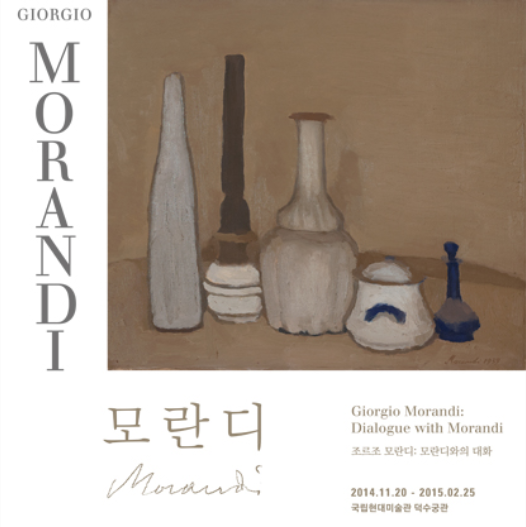 GIORGIO
MORANDI
모란디
Morandi
Giorgio Morandi:
Dialogue with Morandi
조르조 모란디: 모란디와의 대화
2014.11.20 - 2015.02.25
국립현대미술관 덕수궁관
Morandi